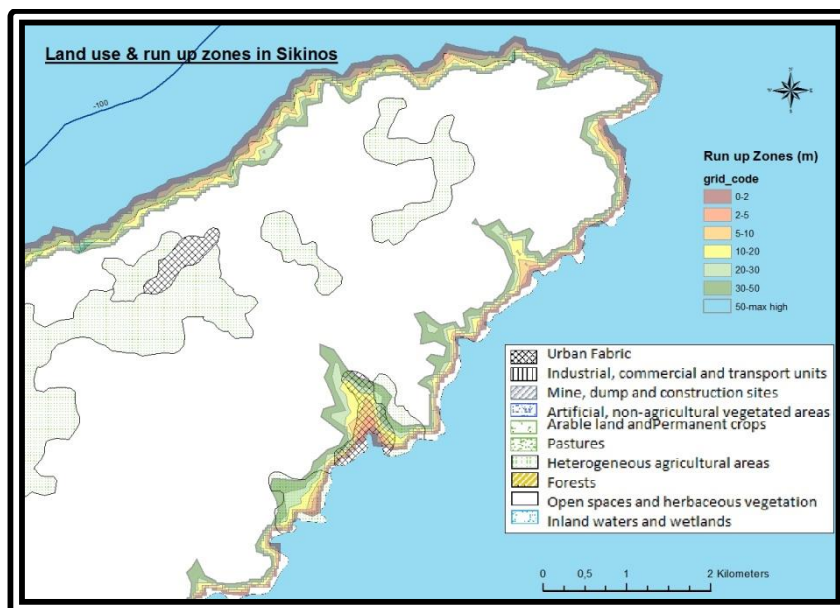 Land use & run up zones in Sikinos
-100
Run up Zones (m)
grid_code
0-2
2-5
5-10
10-20
20-30
30-50
50-max high
Urban Fabric
Industrial, commercial and transport units
Mine, dump and construction sites
Artificial, non-agricultural vegetated areas
Arable land andPermanent crops
Pastures
Heterogeneous agricultural areas
Forests
Open spaces and herbaceous vegetation
Inland waters and wetlands
0 0,5 1 2 Kilometers